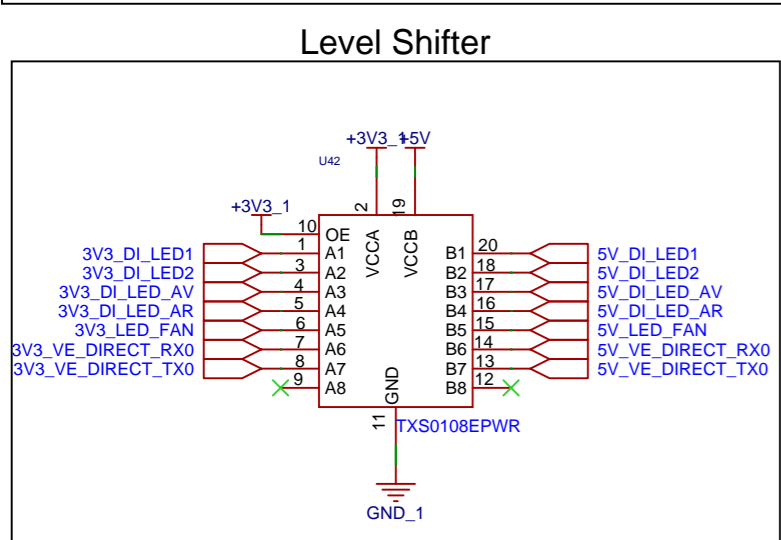 Level Shifter
+3V3_1
+5V
U42
+3V3_1
2
19
10
OE
VCCA
VCCB
3V3_DI_LED1
1
A1
B1
20
5V_DI_LED1
3V3_DI_LED2
3
A2
B2
18
5V_DI_LED2
3V3_DI_LED_AV
4
A3
B3
17
5V_DI_LED_AV
3V3_DI_LED_AR
5
A4
B4
16
5V_DI_LED_AR
3V3_LED_FAN
6
A5
B5
15
5V_LED_FAN
3V3_VE_DIRECT_RX0
7
A6
B6
14
5V_VE_DIRECT_RX0
3V3_VE_DIRECT_TX0
8
A7
B7
13
5V_VE_DIRECT_TX0
9
A8
GND
B8
12
11
TXS0108EPWR
GND_1